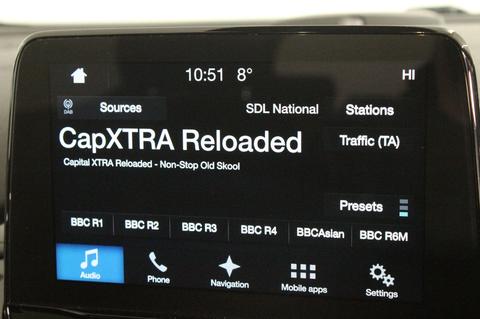 10:51 8° HI
DAB Sources SDL National Stations
CapXTRA Reloaded Traffic (TA)
Capital XTRA Reloaded - Non-Stop Old Skool
Presets
BBC R1 BBC R2 BBC R3 BBC R4 BBCAsian BBC R6M
Audio Phone Navigation Mobile apps Settings